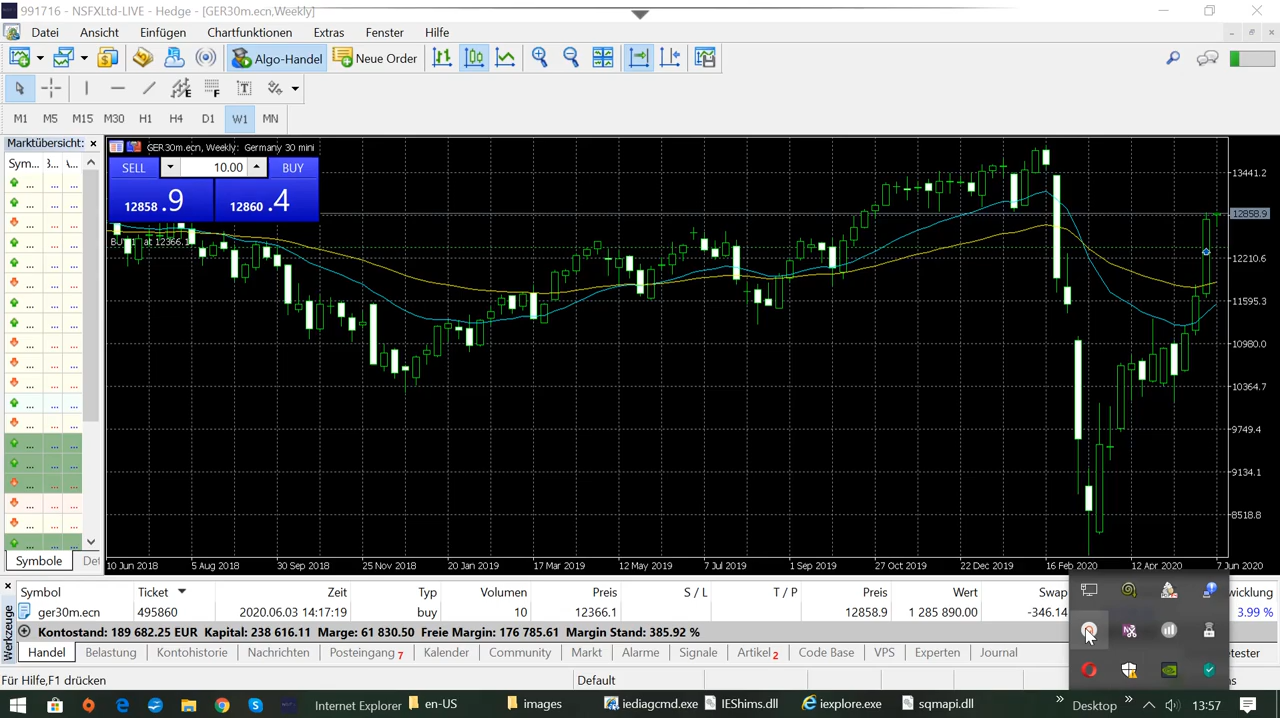 991716 - NSFXLtd-LIVE - Hedge - [GER30m.ecn,Weekly]
Datei Ansicht Einfügen Chartfunktionen Extras Fenster Hilfe
Algo-Handel Neue Order
M1 M5 M15 M30 H1 H4 D1 W1 MN
Marktübersicht:
Sym... B... A...
GER30m.ecn, Weekly: Germany 30 mini
SELL 10.00 BUY
12858 .9 12860 .4
BUY 1 at 12366.1
13441.2
12858.9
12210.6
11595.3
10980.0
10364.7
9749.4
9134.1
8518.8
Symbole
10 Jun 2018 5 Aug 2018 30 Sep 2018 25 Nov 2018 20 Jan 2019 17 Mar 2019 12 May 2019 7 Jul 2019 1 Sep 2019 27 Oct 2019 22 Dec 2019 16 Feb 2020 12 Apr 2020 7 Jun 2020
Symbol Ticket Zeit Typ Volumen Preis S / L T / P Preis Wert Swap
ger30m.ecn 495860 2020.06.03 14:17:19 buy 10 12366.1 12858.9 1 285 890.00 -346.14 3.99 %
Kontostand: 189 682.25 EUR Kapital: 238 616.11 Marge: 61 830.50 Freie Margin: 176 785.61 Margin Stand: 385.92 %
Werkzeuge
Handel Belastung Kontohistorie Nachrichten Posteingang 7 Kalender Community Markt Alarme Signale Artikel 2 Code Base VPS Experten Journal
Für Hilfe,F1 drücken Default
Internet Explorer en-US images iediagcmd.exe IEShims.dll iexplore.exe sqmapi.dll Desktop 13:57